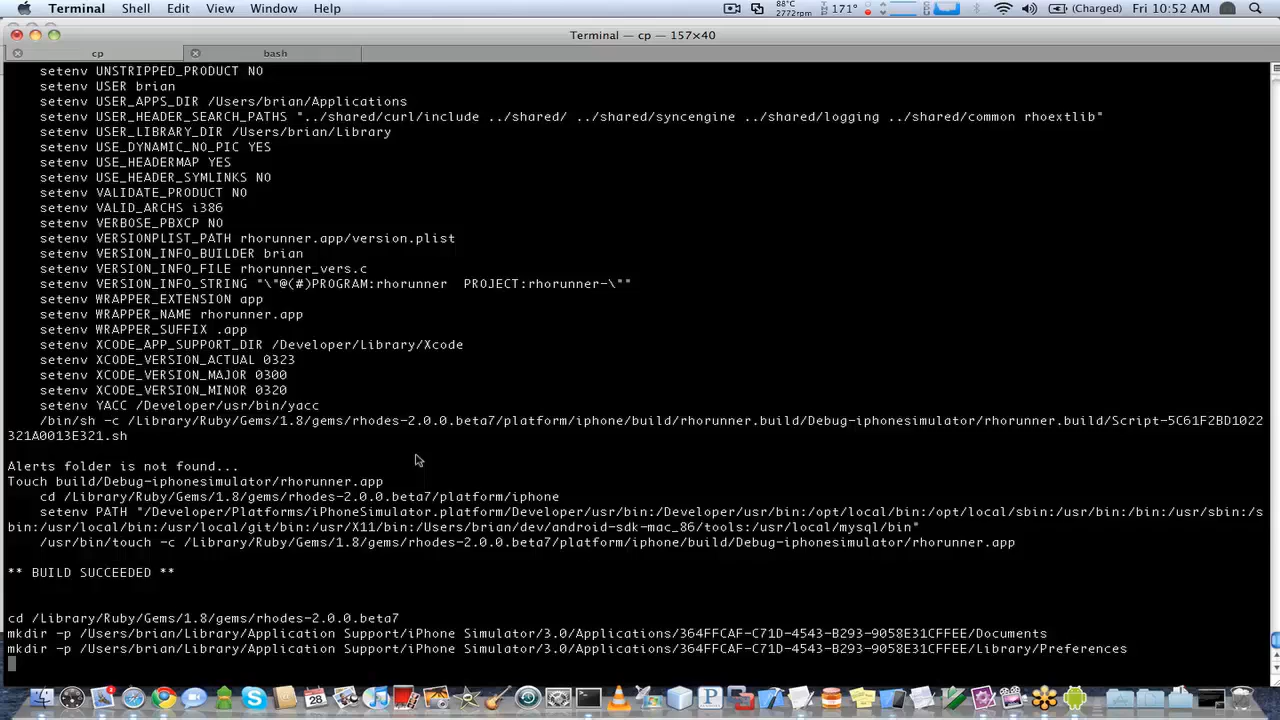 Terminal Shell Edit View Window Help 88°C 2772rpm 171° (Charged) Fri 10:52 AM
Terminal — cp — 157×40
cp bash
setenv UNSTRIPPED_PRODUCT NO
setenv USER brian
setenv USER_APPS_DIR /Users/brian/Applications
setenv USER_HEADER_SEARCH_PATHS "../shared/curl/include ../shared/ ../shared/syncengine ../shared/logging ../shared/common rhoextlib"
setenv USER_LIBRARY_DIR /Users/brian/Library
setenv USE_DYNAMIC_NO_PIC YES
setenv USE_HEADERMAP YES
setenv USE_HEADER_SYMLINKS NO
setenv VALIDATE_PRODUCT NO
setenv VALID_ARCHS i386
setenv VERBOSE_PBXCP NO
setenv VERSIONPLIST_PATH rhorunner.app/version.plist
setenv VERSION_INFO_BUILDER brian
setenv VERSION_INFO_FILE rhorunner_vers.c
setenv VERSION_INFO_STRING "\"@(#)PROGRAM:rhorunner  PROJECT:rhorunner-\""
setenv WRAPPER_EXTENSION app
setenv WRAPPER_NAME rhorunner.app
setenv WRAPPER_SUFFIX .app
setenv XCODE_APP_SUPPORT_DIR /Developer/Library/Xcode
setenv XCODE_VERSION_ACTUAL 0323
setenv XCODE_VERSION_MAJOR 0300
setenv XCODE_VERSION_MINOR 0320
setenv YACC /Developer/usr/bin/yacc
/bin/sh -c /Library/Ruby/Gems/1.8/gems/rhodes-2.0.0.beta7/platform/iphone/build/rhorunner.build/Debug-iphonesimulator/rhorunner.build/Script-5C61F2BD1022
321A0013E321.sh
Alerts folder is not found...
Touch build/Debug-iphonesimulator/rhorunner.app
cd /Library/Ruby/Gems/1.8/gems/rhodes-2.0.0.beta7/platform/iphone
setenv PATH "/Developer/Platforms/iPhoneSimulator.platform/Developer/usr/bin:/Developer/usr/bin:/opt/local/bin:/opt/local/sbin:/usr/bin:/bin:/usr/sbin:/s
bin:/usr/local/bin:/usr/local/git/bin:/usr/X11/bin:/Users/brian/dev/android-sdk-mac_86/tools:/usr/local/mysql/bin"
/usr/bin/touch -c /Library/Ruby/Gems/1.8/gems/rhodes-2.0.0.beta7/platform/iphone/build/Debug-iphonesimulator/rhorunner.app
** BUILD SUCCEEDED **
cd /Library/Ruby/Gems/1.8/gems/rhodes-2.0.0.beta7
mkdir -p /Users/brian/Library/Application Support/iPhone Simulator/3.0/Applications/364FFCAF-C71D-4543-B293-9058E31CFFEE/Documents
mkdir -p /Users/brian/Library/Application Support/iPhone Simulator/3.0/Applications/364FFCAF-C71D-4543-B293-9058E31CFFEE/Library/Preferences